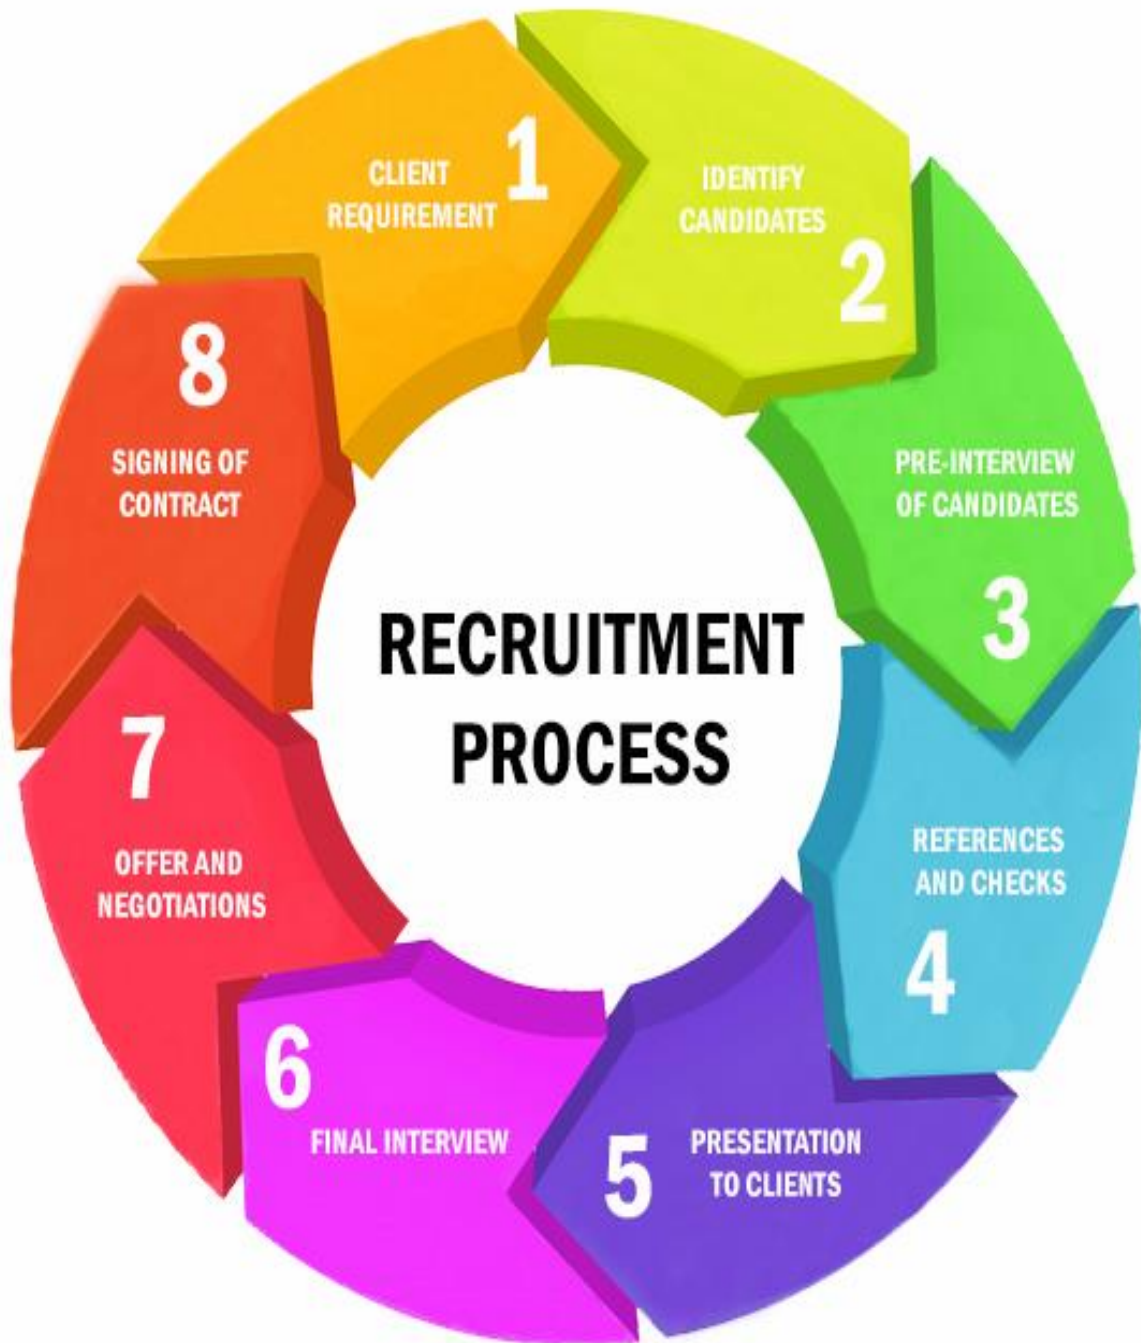 RECRUITMENT
PROCESS
CLIENT
REQUIREMENT
1
IDENTIFY
CANDIDATES
2
PRE-INTERVIEW
OF CANDIDATES
3
REFERENCES
AND CHECKS
4
PRESENTATION
TO CLIENTS
5
FINAL INTERVIEW
6
OFFER AND
NEGOTIATIONS
7
SIGNING OF
CONTRACT
8